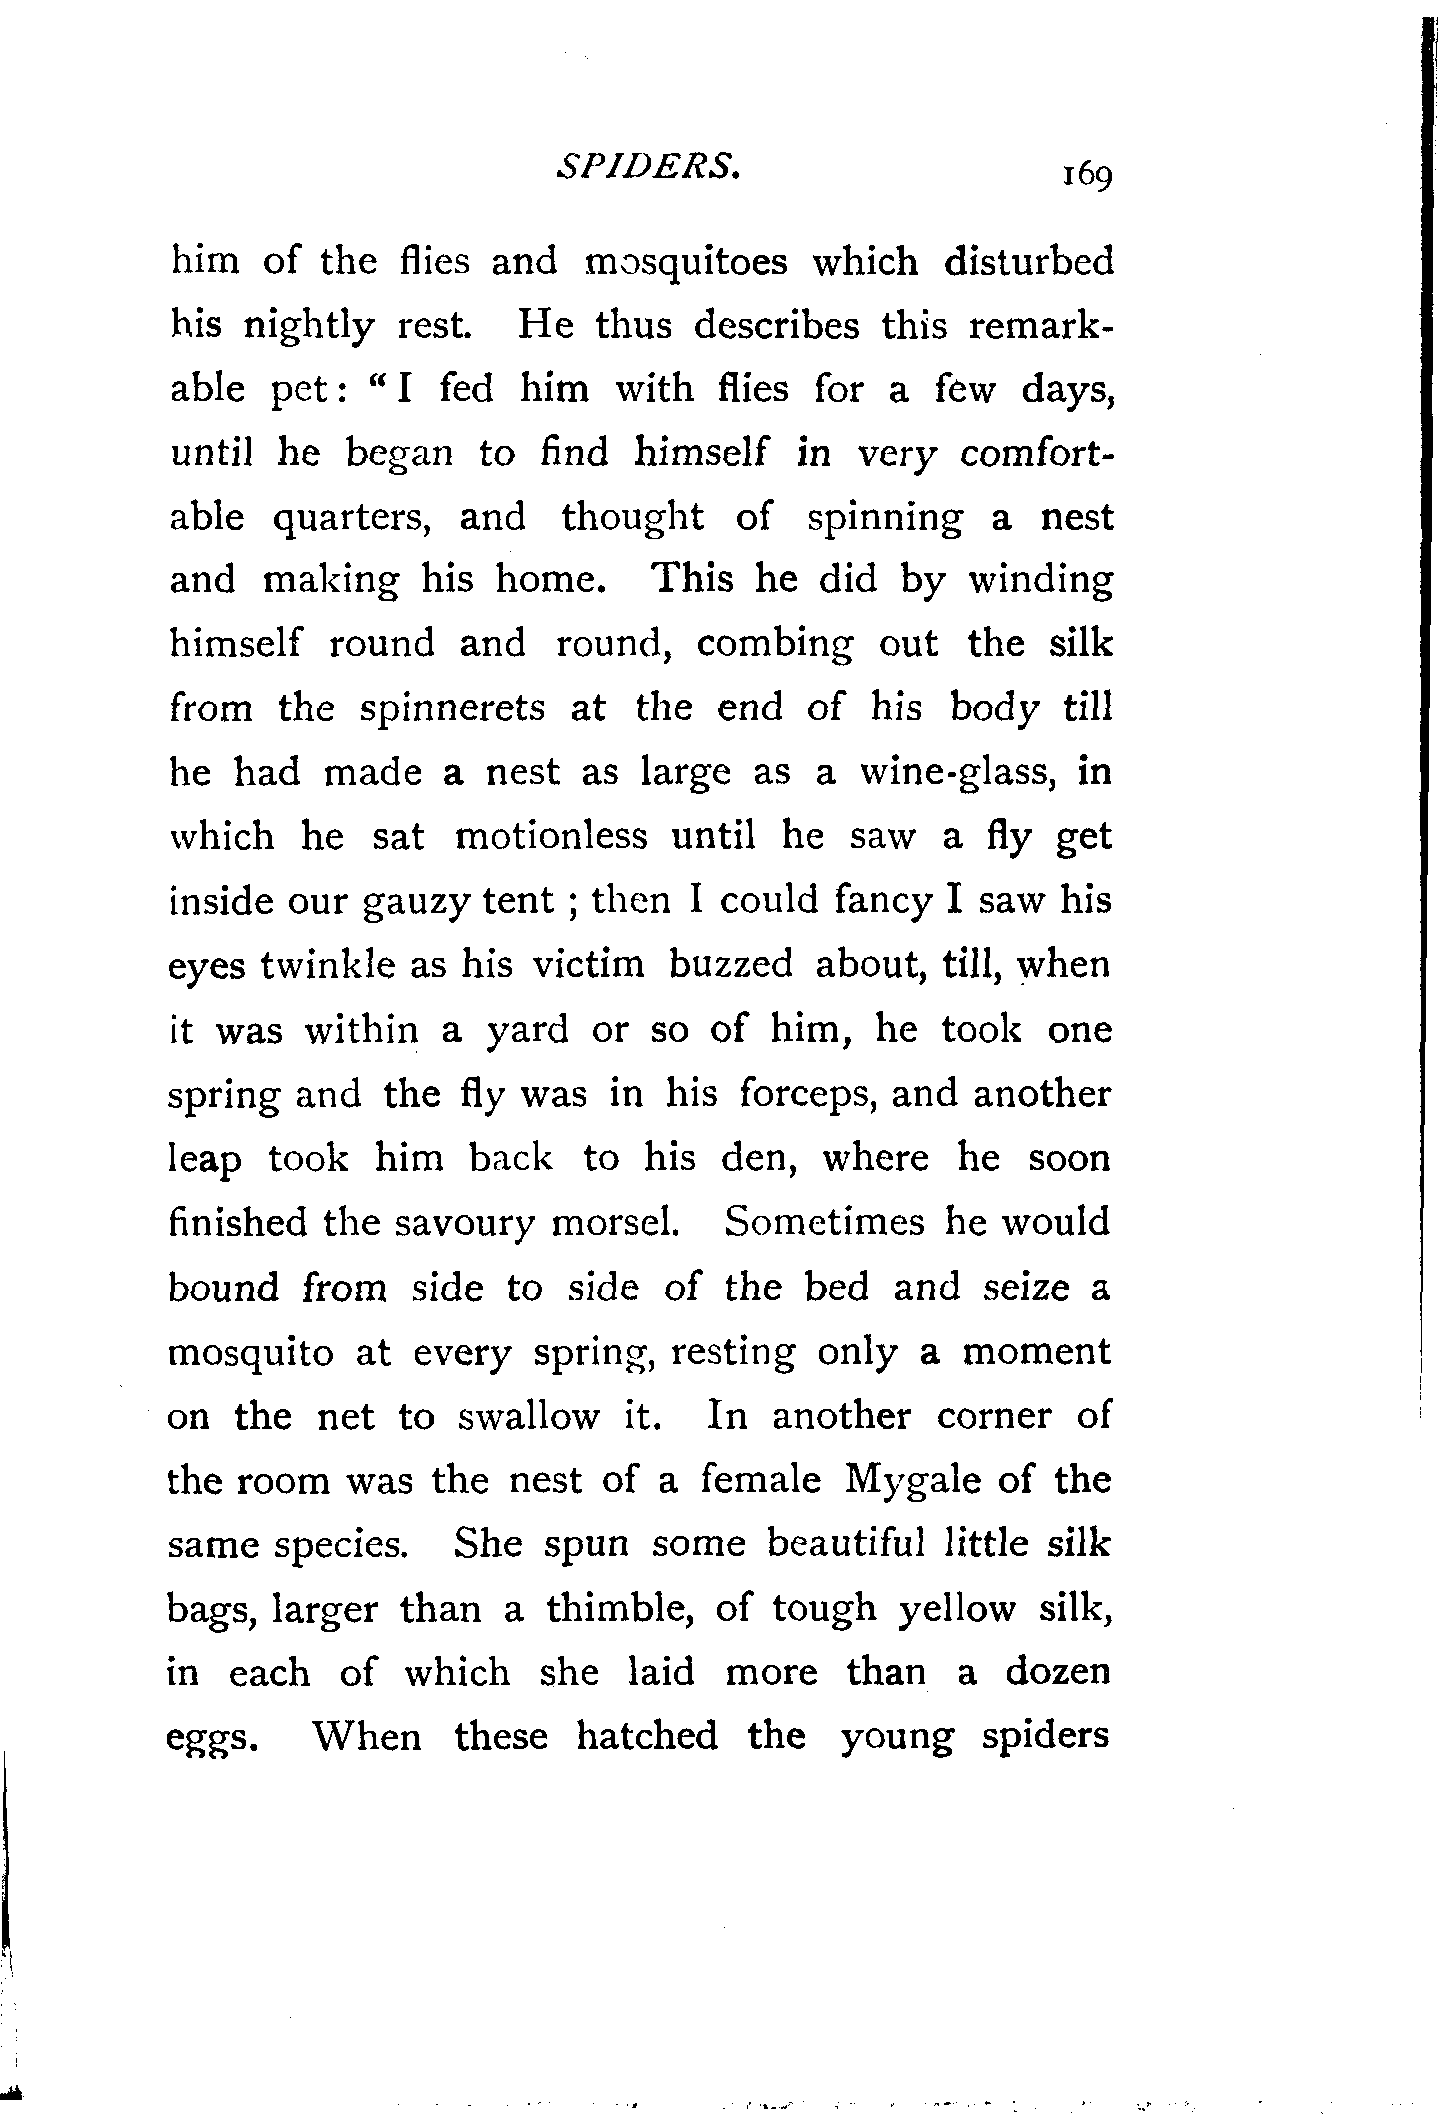 SPIDERS. 169
him of the flies and mosquitoes which disturbed
his nightly rest. He thus describes this remark-
able pet: "I fed him with flies for a few days,
until he began to find himself in very comfort-
able quarters, and thought of spinning a nest
and making his home. This he did by winding
himself round and round, combing out the silk
from the spinnerets at the end of his body till
he had made a nest as large as a wine-glass, in
which he sat motionless until he saw a fly get
inside our gauzy tent; then I could fancy I saw his
eyes twinkle as his victim buzzed about, till, when
it was within a yard or so of him, he took one
spring and the fly was in his forceps, and another
leap took him back to his den, where he soon
finished the savoury morsel. Sometimes he would
bound from side to side of the bed and seize a
mosquito at every spring, resting only a moment
on the net to swallow it. In another corner of
the room was the nest of a female Mygale of the
same species. She spun some beautiful little silk
bags, larger than a thimble, of tough yellow silk,
in each of which she laid more than a dozen
eggs. When these hatched the young spiders